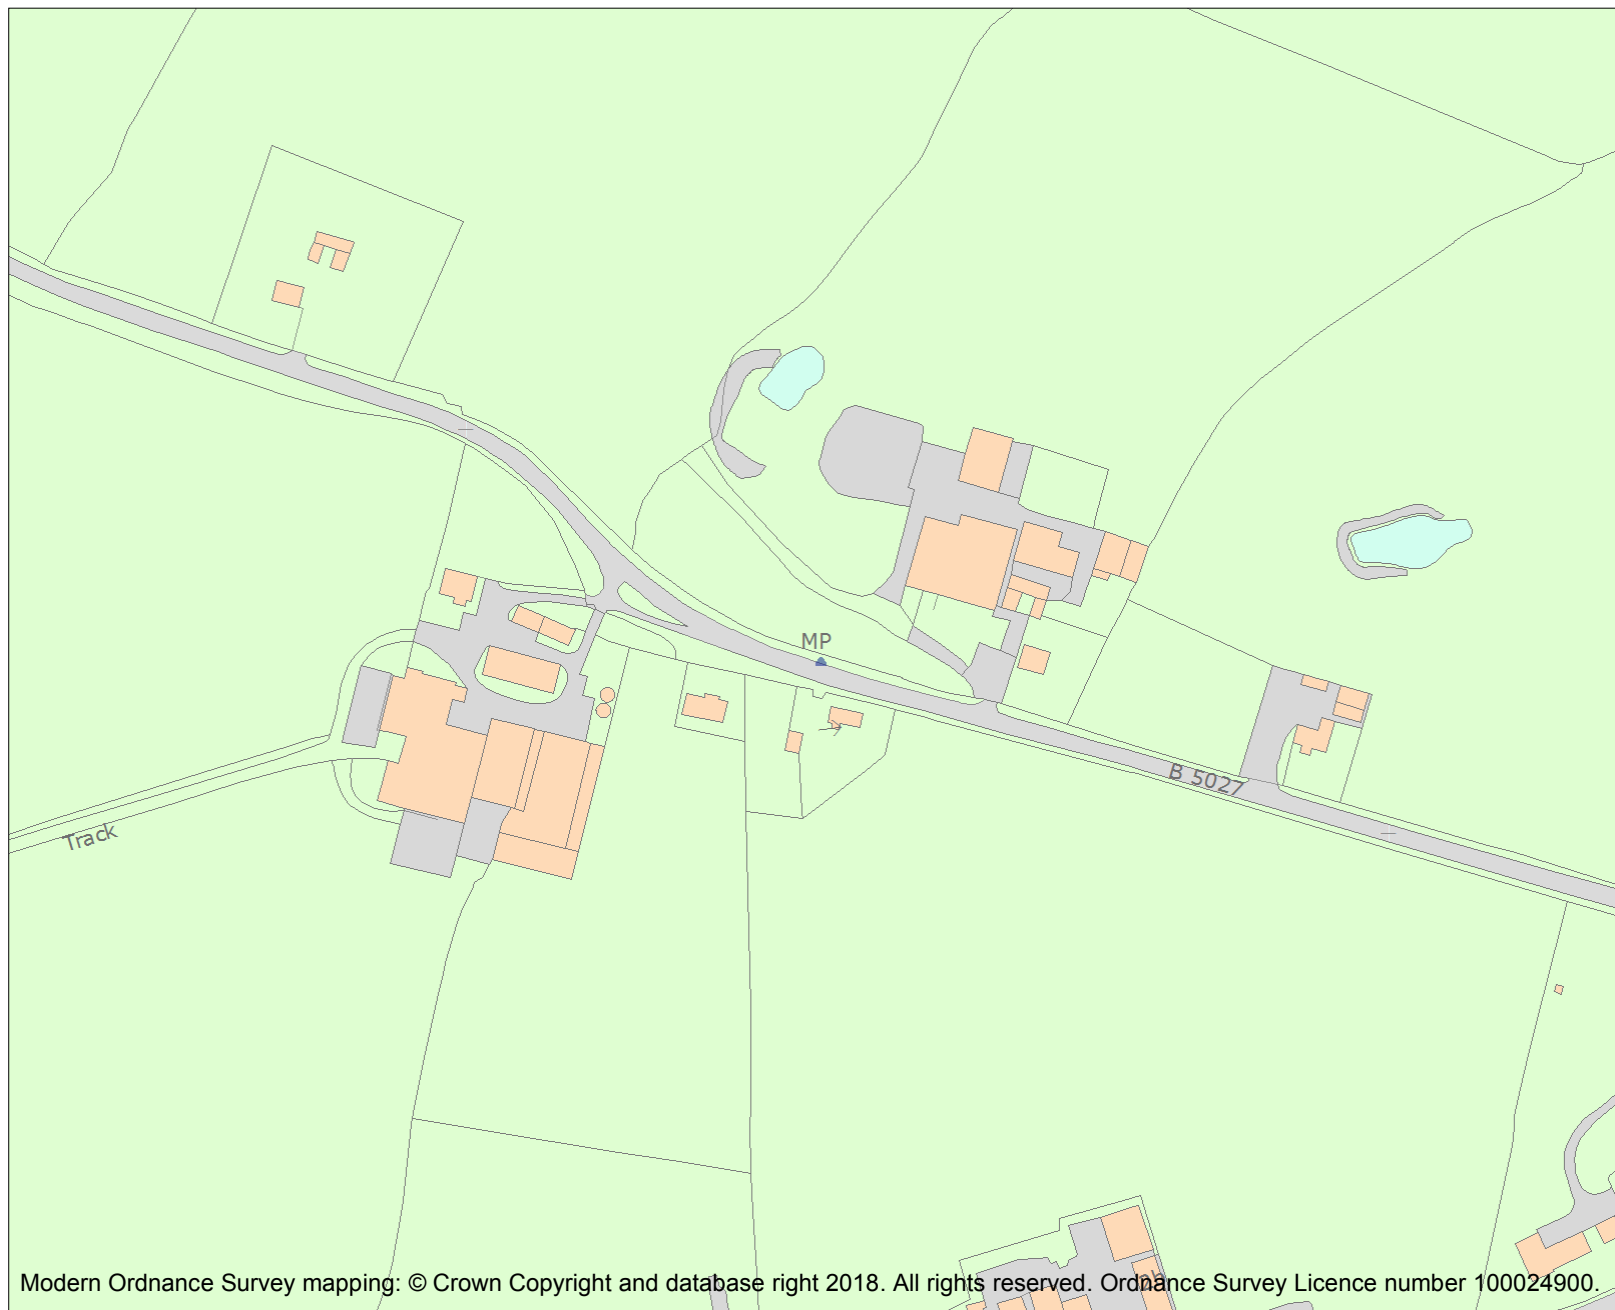 MP
B 5027
Track
Modern Ordnance Survey mapping: © Crown Copyright and database right 2018. All rights reserved. Ordnance Survey Licence number 100024900.